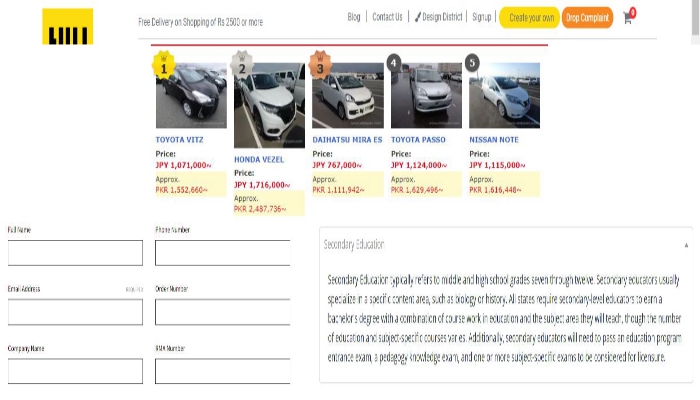 Free Delivery on Shopping of Rs 2500 or more
Blog
Contact Us
Design District
Signup
Create your own
Drop Complaint
0
1
2
3
4
5
TOYOTA VITZ
Price:
JPY 1,071,000~
Approx.
PKR 1,552,660~
HONDA VEZEL
Price:
JPY 1,716,000~
Approx.
PKR 2,487,736~
DAIHATSU MIRA ES
Price:
JPY 767,000~
Approx.
PKR 1,111,942~
TOYOTA PASSO
Price:
JPY 1,124,000~
Approx.
PKR 1,629,496~
NISSAN NOTE
Price:
JPY 1,115,000~
Approx.
PKR 1,616,448~
Full Name
Phone Number
Email Address
REQUIRED
Order Number
Company Name
RMA Number
Secondary Education
Secondary Education typically refers to middle and high school grades seven through twelve. Secondary educators usually
specialize in a specific content area, such as biology or history. All states require secondary-level educators to earn a
bachelor's degree with a combination of course work in education and the subject area they will teach, though the number
of education and subject-specific courses varies. Additionally, secondary educators will need to pass an education program
entrance exam, a pedagogy knowledge exam, and one or more subject-specific exams to be considered for licensure.